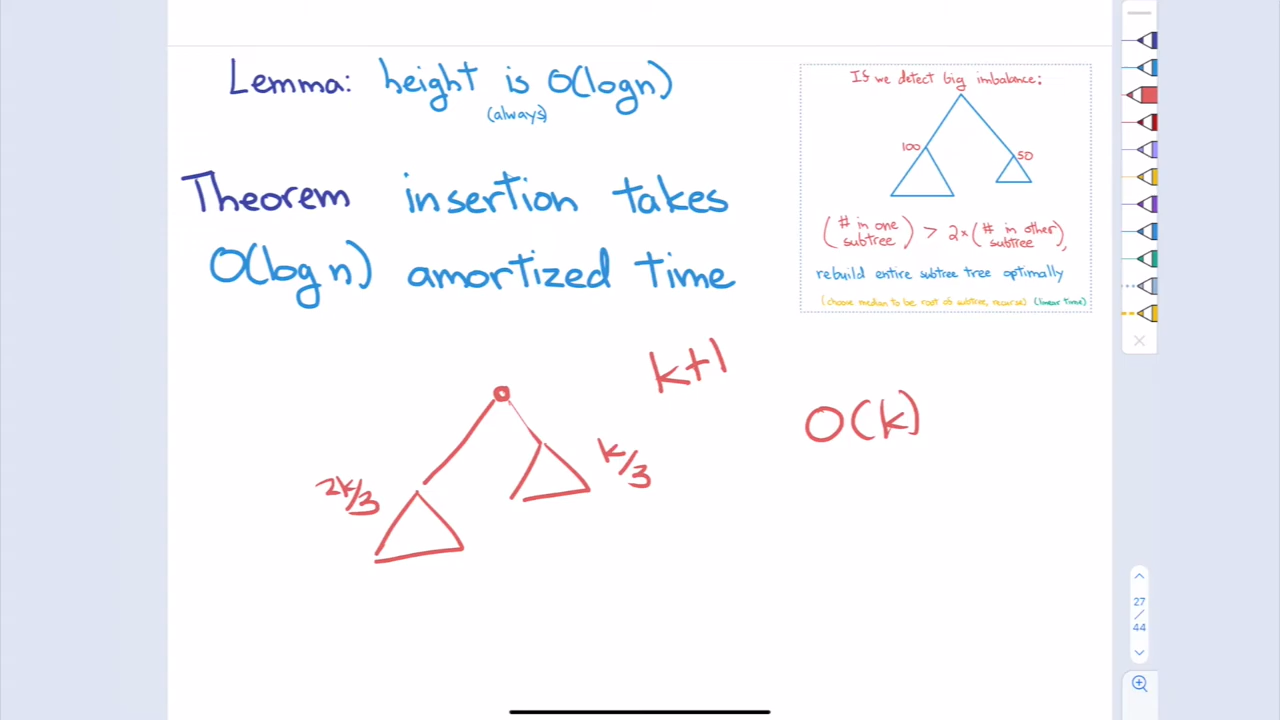 Lemma: height is O(log n)
(always)
Theorem insertion takes
O(log n) amortized time
If we detect big imbalance:
100
50
(# in one subtree) > 2×(# in other subtree),
rebuild entire subtree tree optimally
(choose median to be root of subtree, recurse) (linear time)
k+1
O(k)
2k/3
k/3
27
/
44